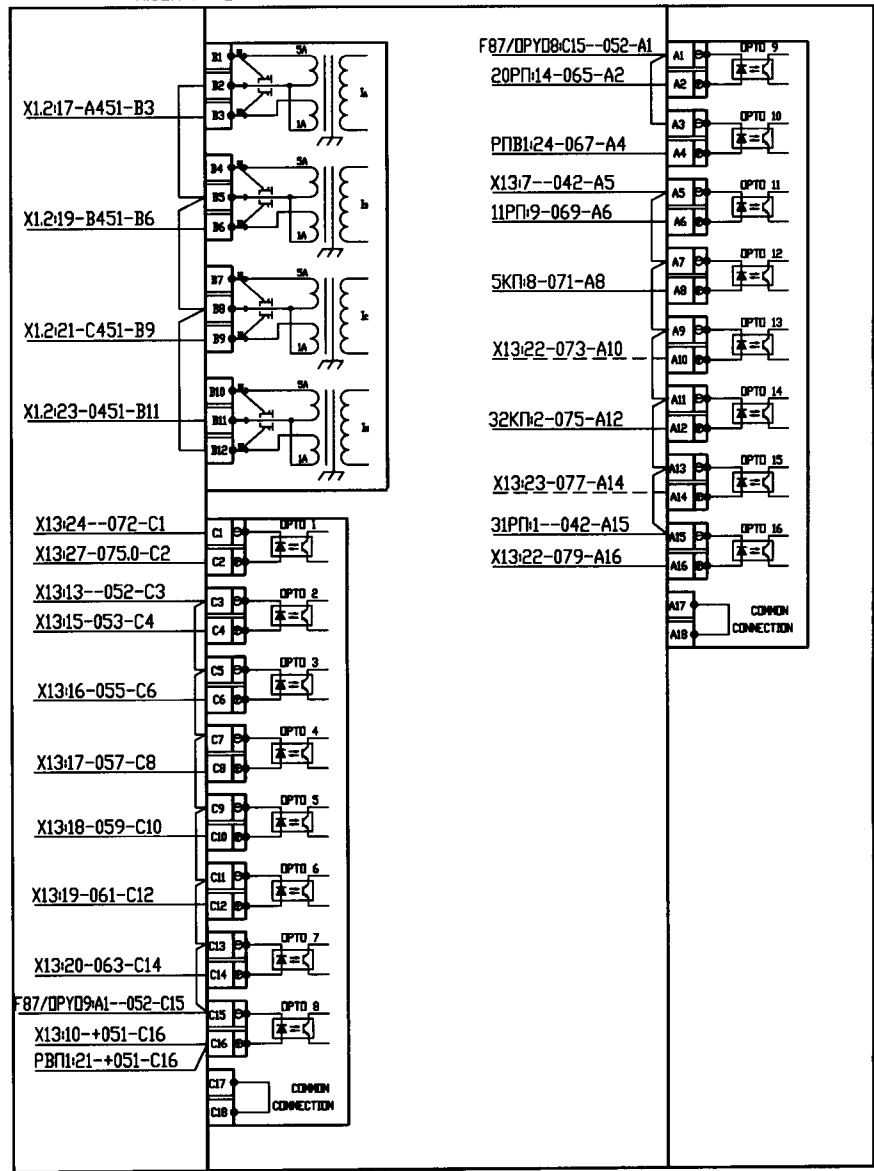 B1
5A
B2
X1.2:17-A451-B3
B3
1A
B4
5A
B5
X1.2:19-B451-B6
B6
1A
B7
5A
B8
X1.2:21-C451-B9
B9
1A
B10
5A
X1.2:23-0451-B11
B11
B12
1A
X13:24--072-C1
C1
OPTO 1
X13:27-075.0-C2
C2
X13:13--052-C3
C3
OPTO 2
X13:15-053-C4
C4
C5
OPTO 3
X13:16-055-C6
C6
C7
OPTO 4
X13:17-057-C8
C8
C9
OPTO 5
X13:18-059-C10
C10
C11
OPTO 6
X13:19-061-C12
C12
C13
OPTO 7
X13:20-063-C14
C14
F87/ОРУD9:A1--052-C15
C15
OPTO 8
X13:10-+051-C16
C16
РВП1:21-+051-C16
C17
COMMON
CONNECTION
C18
F87/ОРУD8:C15--052-A1
A1
OPTO 9
20РП:14-065-A2
A2
A3
OPTO 10
РПВ1:24-067-A4
A4
X13:7--042-A5
A5
OPTO 11
11РП:9-069-A6
A6
A7
OPTO 12
5КП:8-071-A8
A8
A9
OPTO 13
X13:22-073-A10
A10
A11
OPTO 14
32КП:2-075-A12
A12
A13
OPTO 15
X13:23-077-A14
A14
31РП:1--042-A15
A15
OPTO 16
X13:22-079-A16
A16
A17
COMMON
CONNECTION
A18